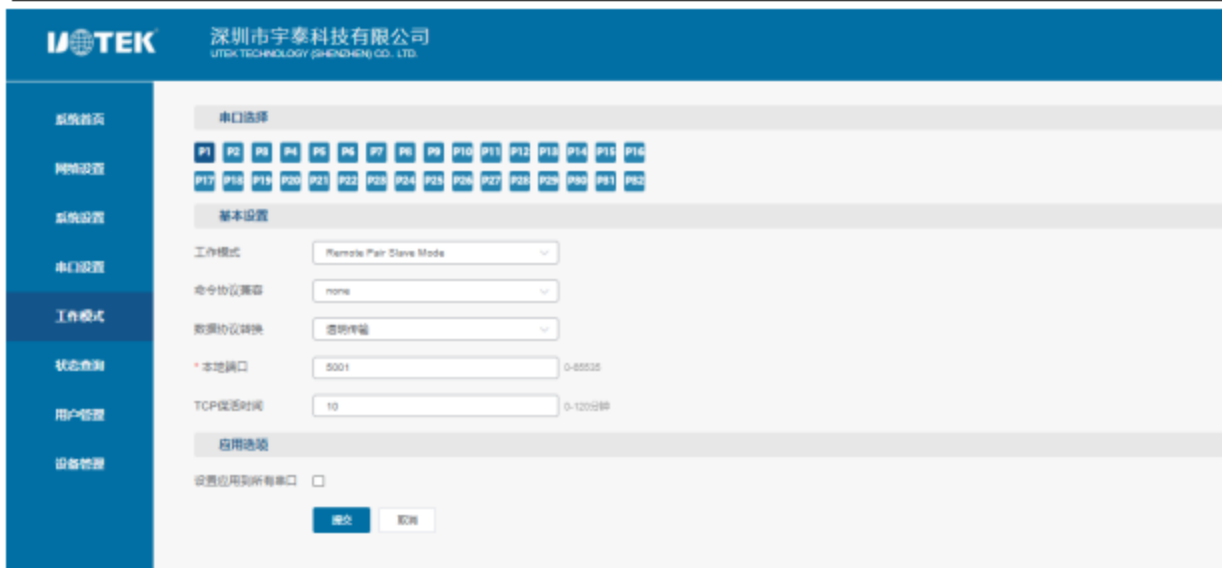 UOTEK
深圳市宇泰科技有限公司
UTEK TECHNOLOGY (SHENZHEN) CO., LTD.
系统首页
网络设置
系统设置
串口设置
工作模式
状态查询
用户管理
设备管理
串口选择
P1 P2 P3 P4 P5 P6 P7 P8 P9 P10 P11 P12 P13 P14 P15 P16
P17 P18 P19 P20 P21 P22 P23 P24 P25 P26 P27 P28 P29 P30 P31 P32
基本设置
工作模式 Remote Pair Slave Mode
命令协议兼容 none
数据协议转换 透明传输
*本地端口 5001 0-65535
TCP保活时间 10 0-120分钟
应用选项
设置应用到所有串口
提交 取消